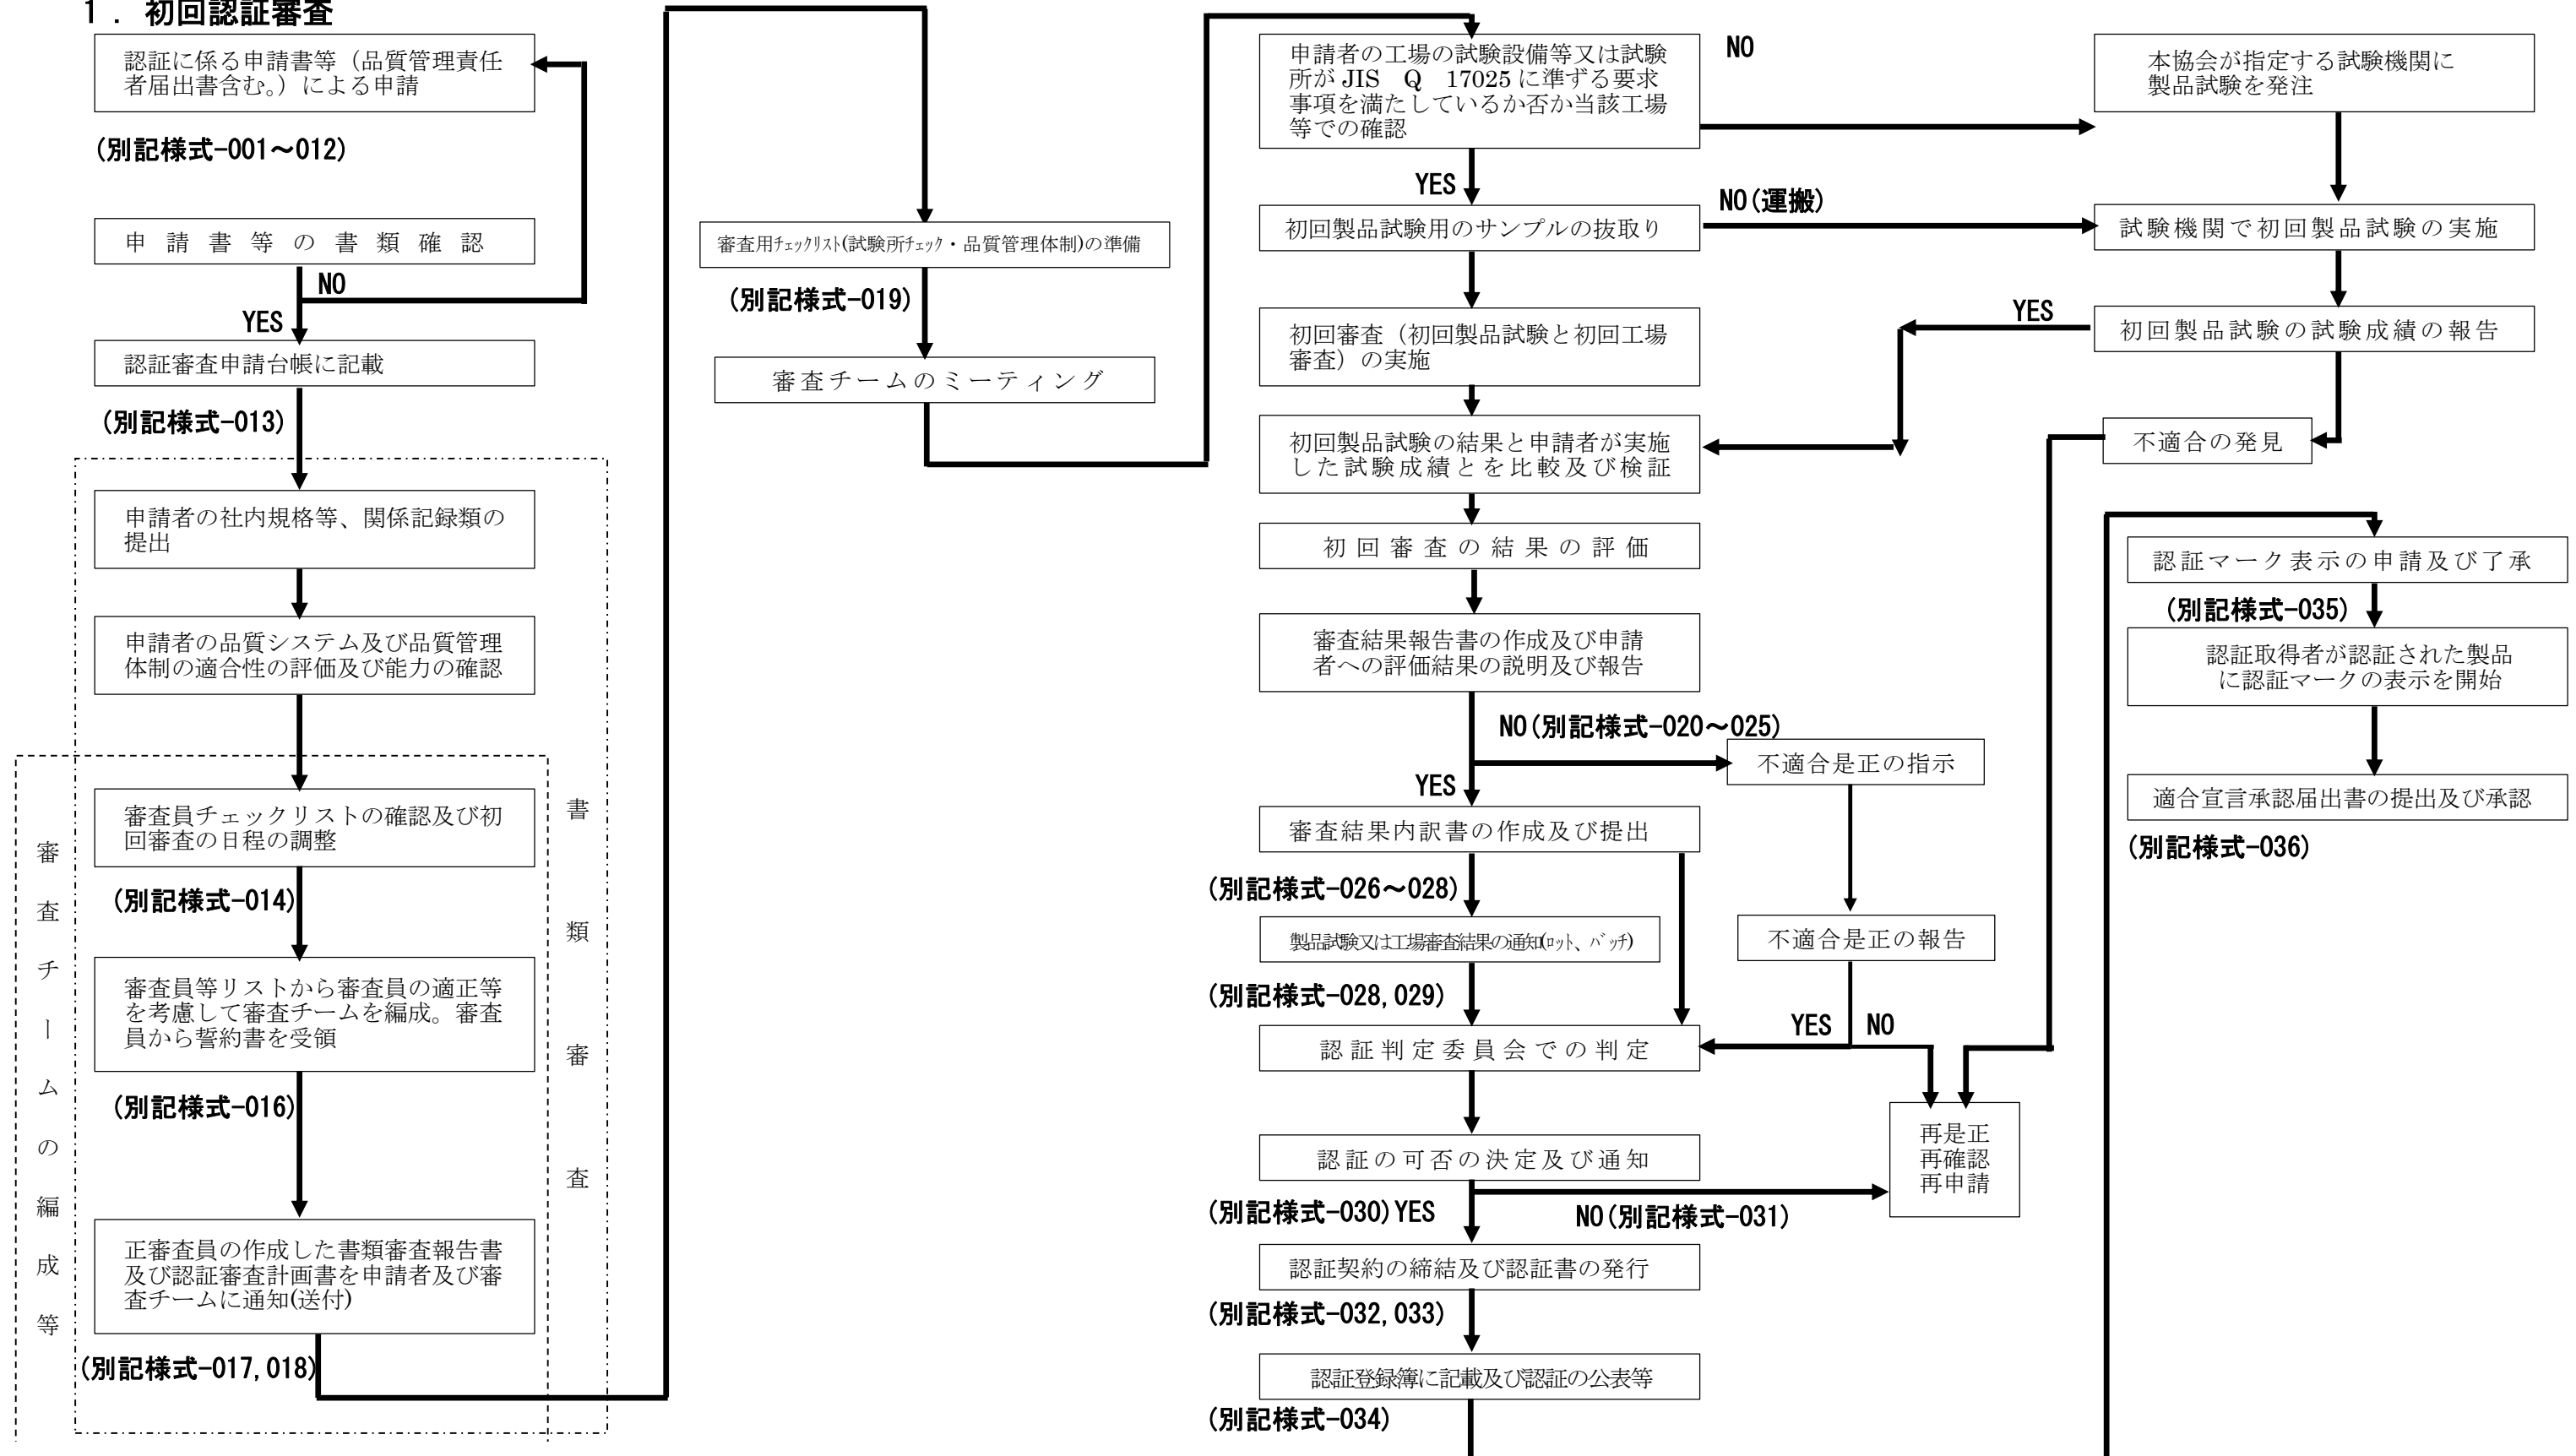 １．初回認証審査
認証に係る申請書等（品質管理責任
者届出書含む。）による申請
(別記様式-001～012)
申請書等の書類確認
NO
YES
認証審査申請台帳に記載
(別記様式-013)
申請者の社内規格等、関係記録類の
提出
申請者の品質システム及び品質管理
体制の適合性の評価及び能力の確認
審査員チェックリストの確認及び初
回審査の日程の調整
(別記様式-014)
審査員等リストから審査員の適正等
を考慮して審査チームを編成。審査
員から誓約書を受領
(別記様式-016)
正審査員の作成した書類審査報告書
及び認証審査計画書を申請者及び審
査チームに通知(送付)
(別記様式-017,018)
審査チームの編成等
書類審査
審査用ﾁｪｯｸﾘｽﾄ(試験所ﾁｪｯｸ・品質管理体制)の準備
(別記様式-019)
審査チームのミーティング
申請者の工場の試験設備等又は試験
所が JIS Q 17025 に準ずる要求
事項を満たしているか否か当該工場
等での確認
NO
YES
初回製品試験用のサンプルの抜取り
NO(運搬)
初回審査（初回製品試験と初回工場
審査）の実施
初回製品試験の結果と申請者が実施
した試験成績とを比較及び検証
初回審査の結果の評価
審査結果報告書の作成及び申請
者への評価結果の説明及び報告
NO(別記様式-020～025)
YES
不適合是正の指示
審査結果内訳書の作成及び提出
(別記様式-026～028)
製品試験又は工場審査結果の通知(ﾛｯﾄ、ﾊﾞｯﾁ)
不適合是正の報告
(別記様式-028,029)
YES NO
認証判定委員会での判定
認証の可否の決定及び通知
再是正
再確認
再申請
(別記様式-030)YES
NO(別記様式-031)
認証契約の締結及び認証書の発行
(別記様式-032,033)
認証登録簿に記載及び認証の公表等
(別記様式-034)
本協会が指定する試験機関に
製品試験を発注
試験機関で初回製品試験の実施
YES
初回製品試験の試験成績の報告
不適合の発見
認証マーク表示の申請及び了承
(別記様式-035)
認証取得者が認証された製品
に認証マークの表示を開始
適合宣言承認届出書の提出及び承認
(別記様式-036)